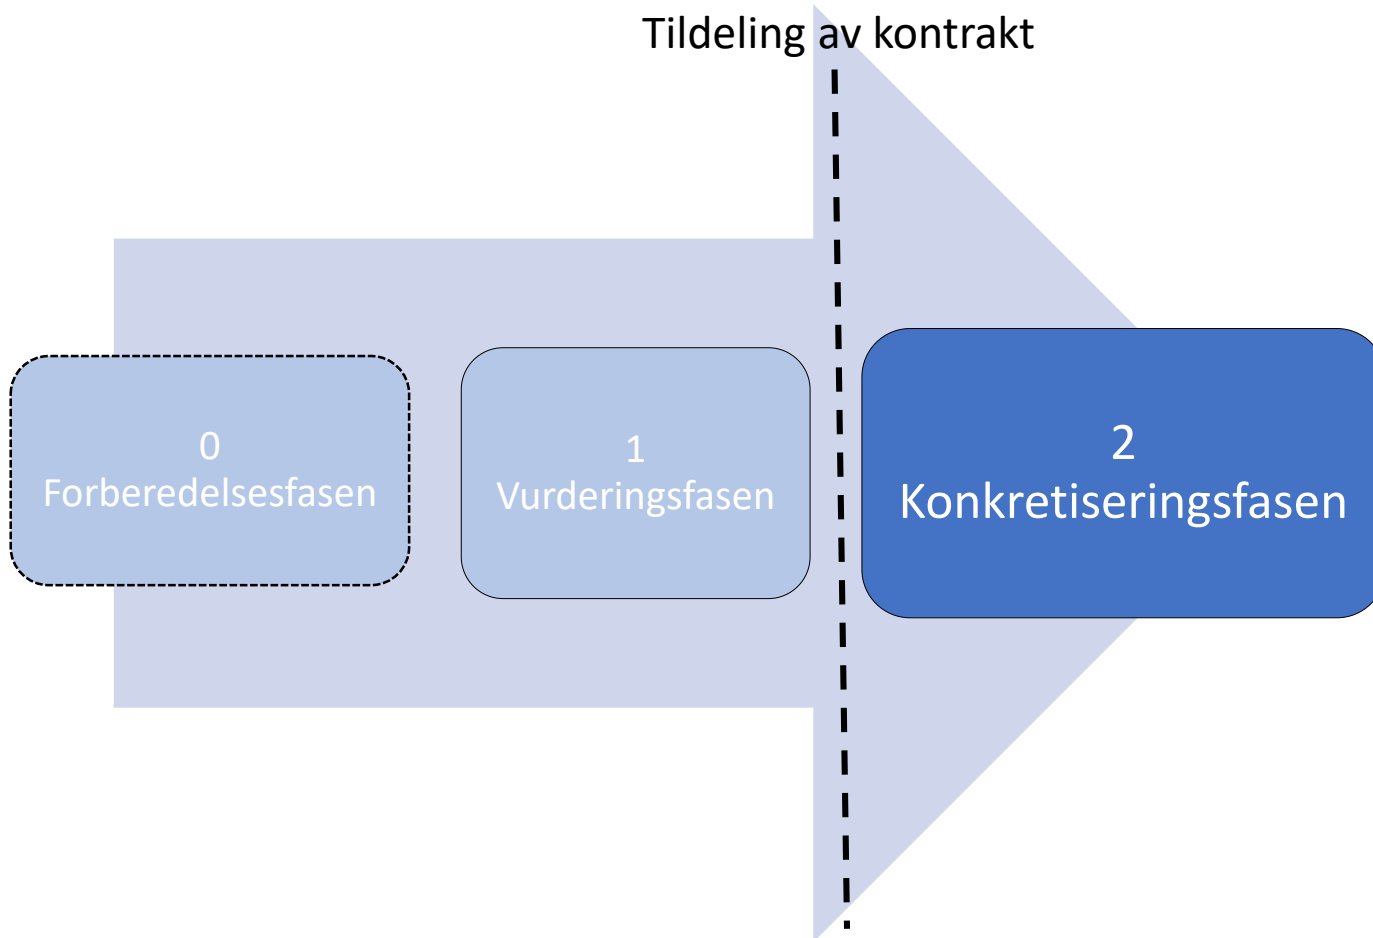 Tildeling av kontrakt
0
Forberedelsesfasen
1
Vurderingsfasen
2
Konkretiseringsfasen